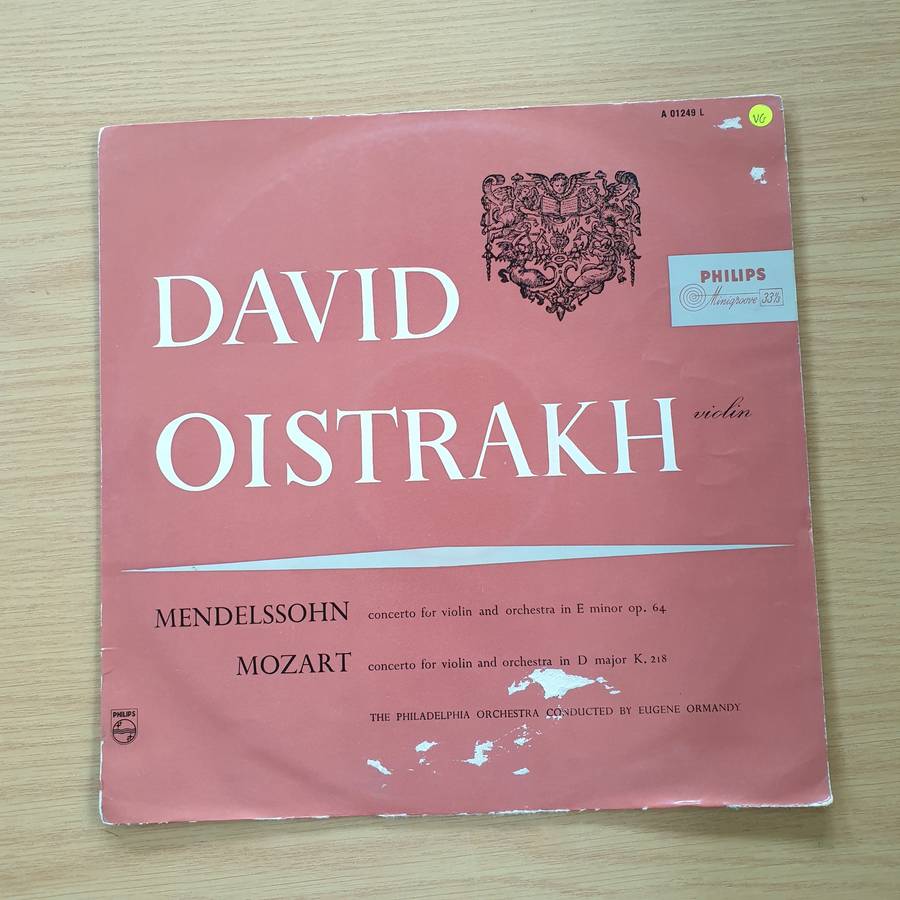 A 01249 L
VG
PHILIPS
Minigroove 33⅓
DAVID
OISTRAKH violin
MENDELSSOHN concerto for violin and orchestra in E minor op. 64
MOZART concerto for violin and orchestra in D major K. 218
THE PHILADELPHIA ORCHESTRA CONDUCTED BY EUGENE ORMANDY
PHILIPS